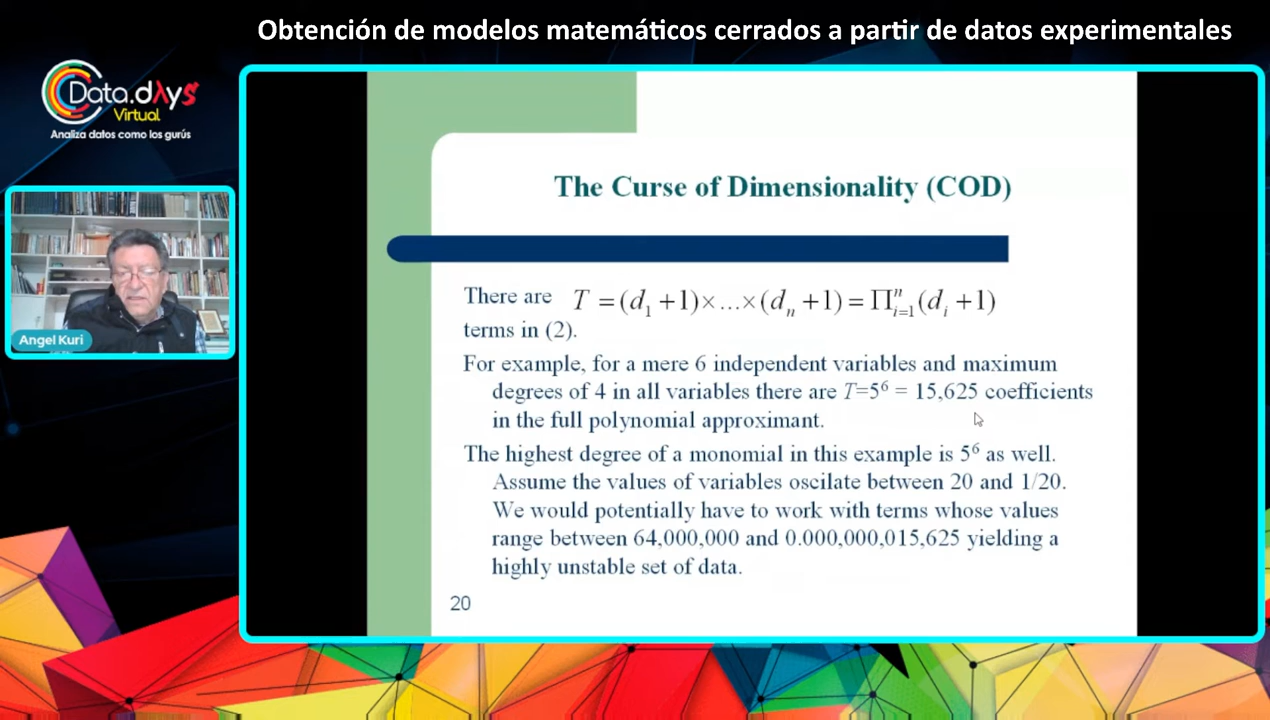 Obtención de modelos matemáticos cerrados a partir de datos experimentales
Data.dAys
Virtual
Analiza datos como los gurús
Angel Kuri
The Curse of Dimensionality (COD)
There are T = (d₁ +1)×...×(dₙ +1) = Πⁿᵢ₌₁(dᵢ +1)
terms in (2).
For example, for a mere 6 independent variables and maximum
degrees of 4 in all variables there are T=5⁶ = 15,625 coefficients
in the full polynomial approximant.
The highest degree of a monomial in this example is 5⁶ as well.
Assume the values of variables oscilate between 20 and 1/20.
We would potentially have to work with terms whose values
range between 64,000,000 and 0.000,000,015,625 yielding a
highly unstable set of data.
20